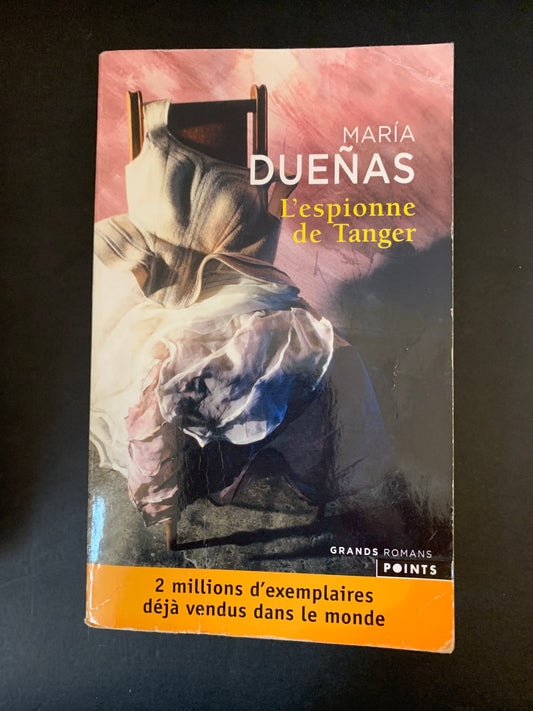 MARÍA
DUEÑAS
L'espionne
de Tanger
GRANDS ROMANS
POINTS
2 millions d'exemplaires
déjà vendus dans le monde